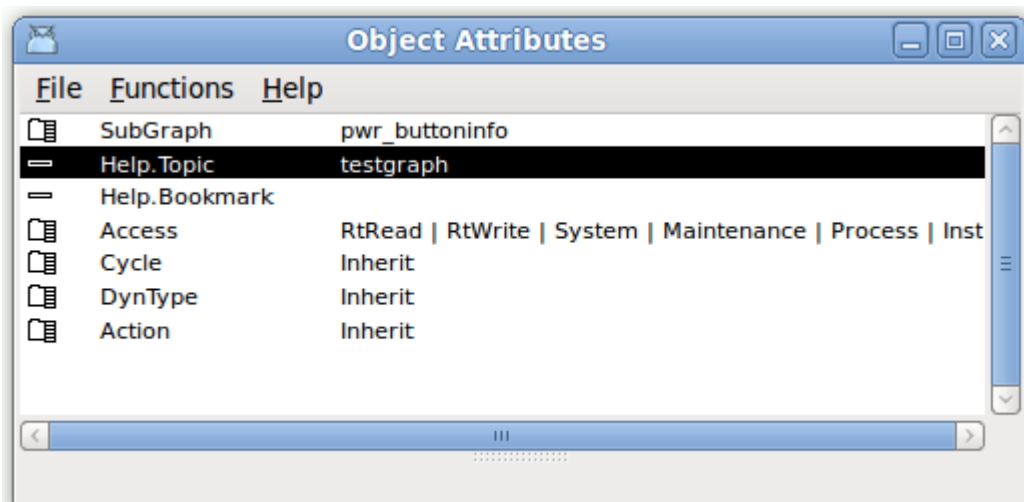 Object Attributes
File Functions Help
SubGraph pwr_buttoninfo
Help.Topic testgraph
Help.Bookmark
Access RtRead | RtWrite | System | Maintenance | Process | Inst
Cycle Inherit
DynType Inherit
Action Inherit